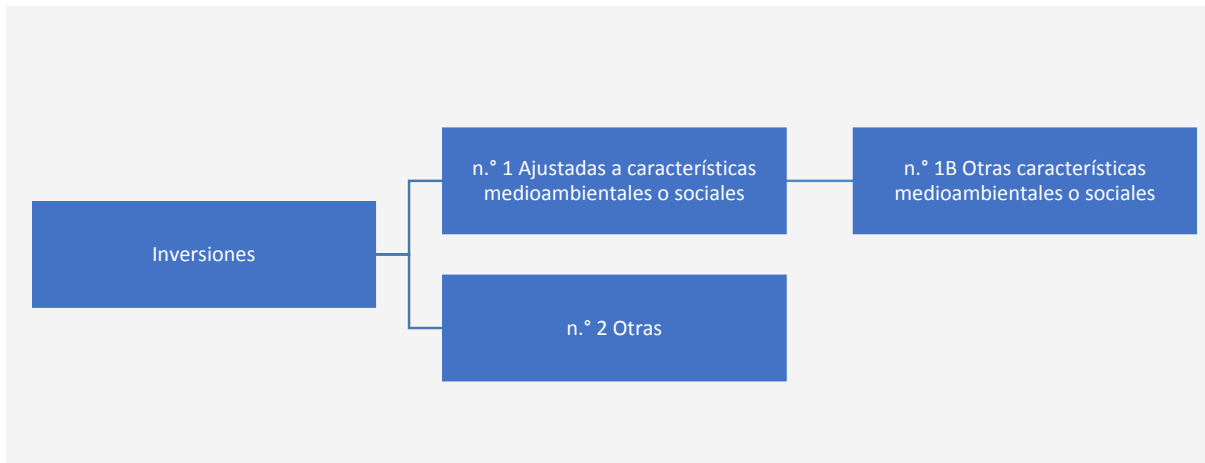 Inversiones
n.° 1 Ajustadas a características
medioambientales o sociales
n.° 1B Otras características
medioambientales o sociales
n.° 2 Otras